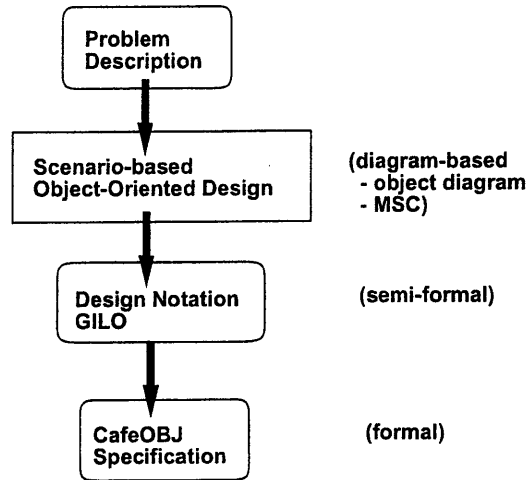 Problem
Description
Scenario-based
Object-Oriented Design
(diagram-based
- object diagram
- MSC)
Design Notation
GILO
(semi-formal)
CafeOBJ
Specification
(formal)